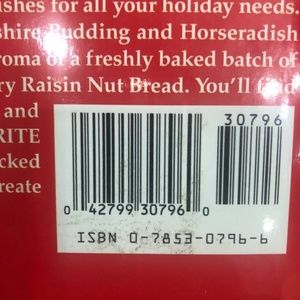 ishes for all your holiday needs.
shire Pudding and Horseradish
roma of a freshly baked batch of
ry Raisin Nut Bread. You'll find
and
RITE
cked
reate
30796
0 42799 30796 0
ISBN 0-7853-0796-6